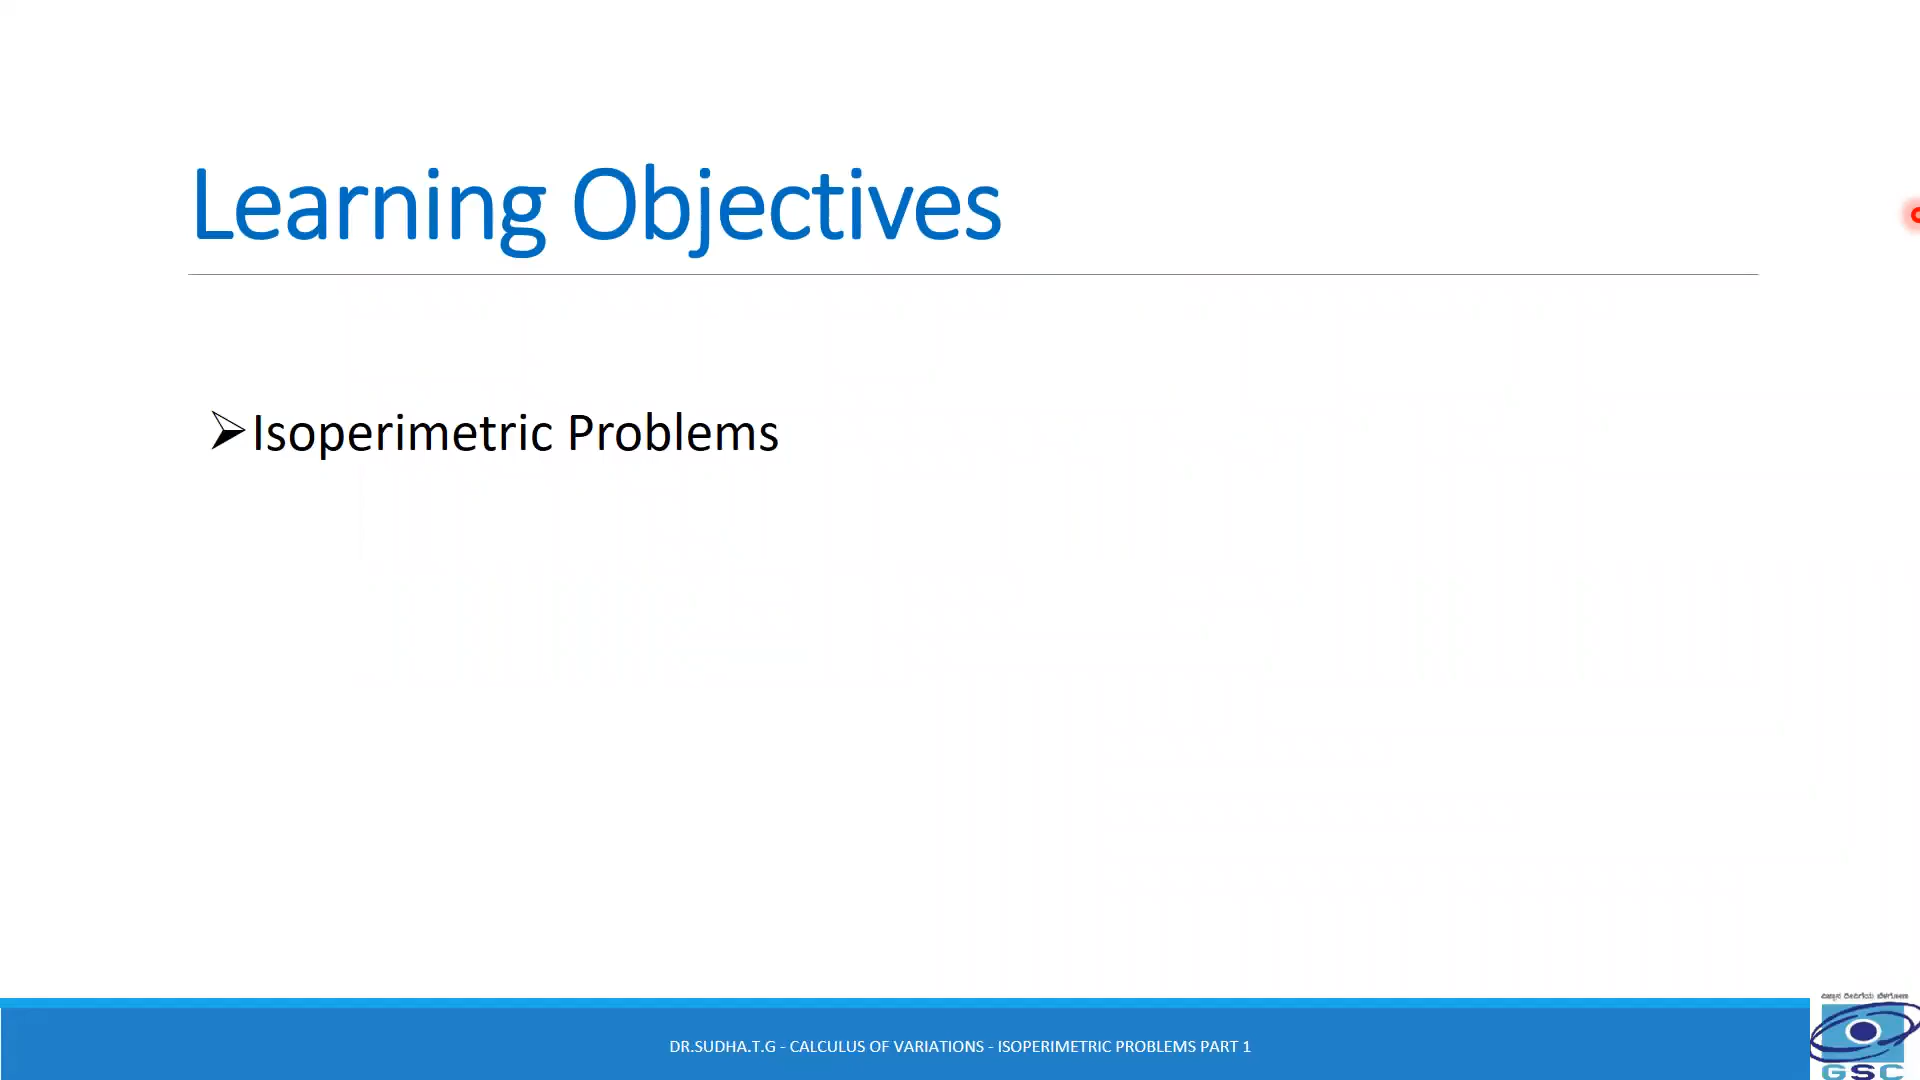 Learning Objectives
➢Isoperimetric Problems
DR.SUDHA.T.G - CALCULUS OF VARIATIONS - ISOPERIMETRIC PROBLEMS PART 1
GSC